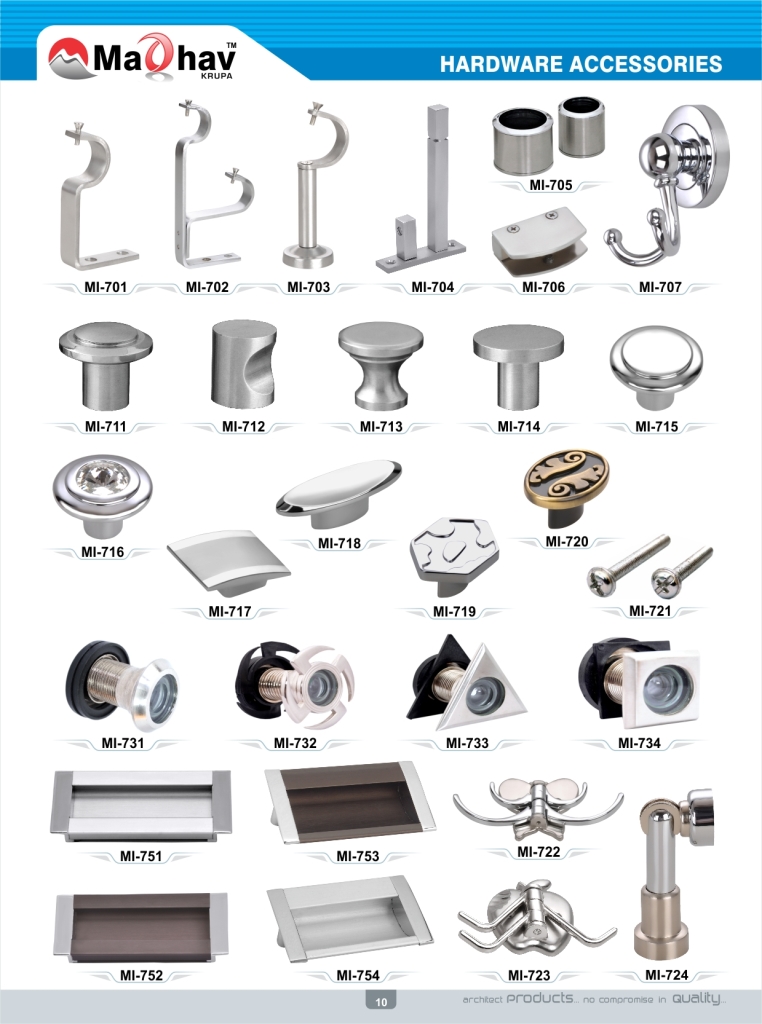 Madhav TM
KRUPA
HARDWARE ACCESSORIES
MI-705
MI-701
MI-702
MI-703
MI-704
MI-706
MI-707
MI-711
MI-712
MI-713
MI-714
MI-715
MI-716
MI-718
MI-720
MI-717
MI-719
MI-721
MI-731
MI-732
MI-733
MI-734
MI-751
MI-753
MI-722
MI-752
MI-754
MI-723
MI-724
10
architect products... no compromise in quality...